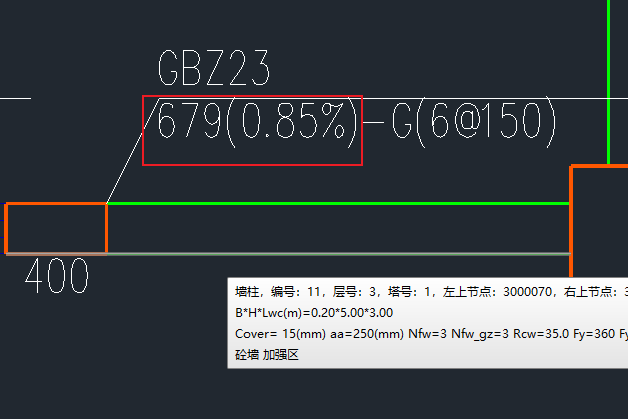 GBZ23
679(0.85%)-G(6@150)
400
墙柱，编号：11，层号：3，塔号：1，左上节点：3000070，右上节点：3
B*H*Lwc(m)=0.20*5.00*3.00
Cover= 15(mm) aa=250(mm) Nfw=3 Nfw_gz=3 Rcw=35.0 Fy=360 Fy
砼墙 加强区